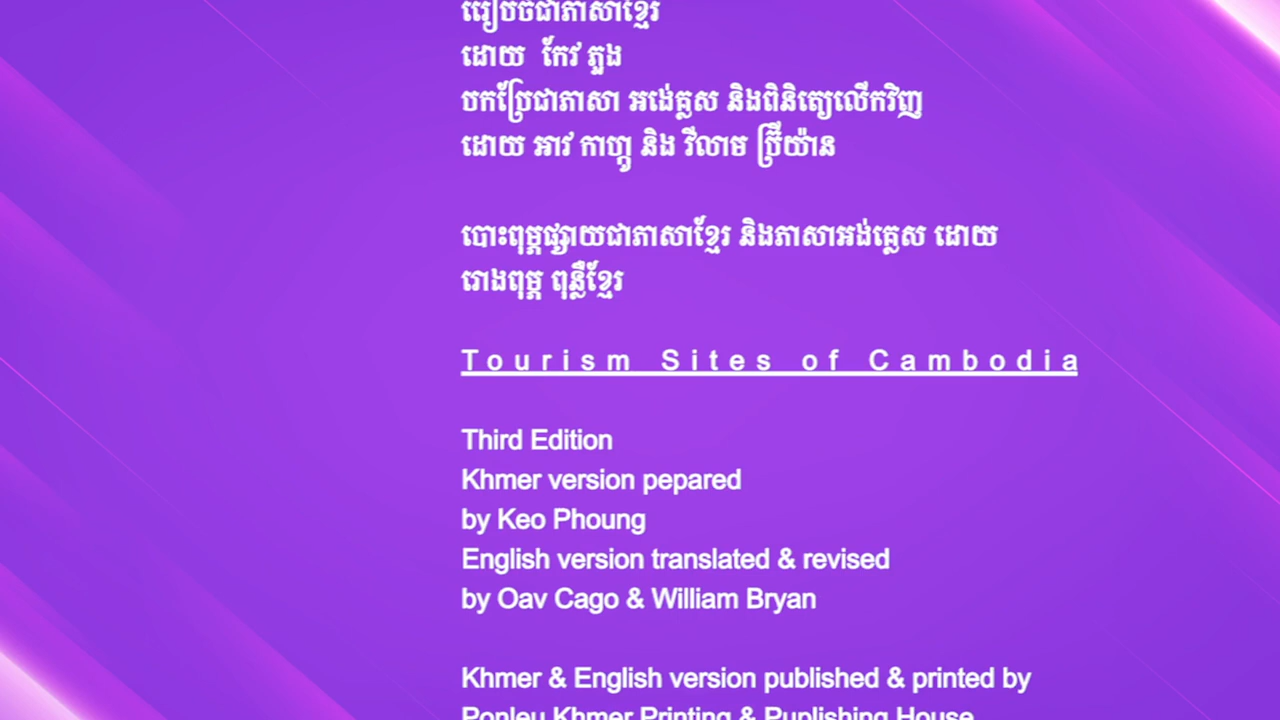 រៀបចំជាភាសាខ្មែរ
ដោយ កែវ ភួង
បកប្រែជាភាសា អង់គ្លេស និងពិនិត្យលើកវិញ
ដោយ អាវ កាហ្គូ និង វីលាម ប្រ៊ីយ៉ាន
បោះពុម្ពផ្សាយជាភាសាខ្មែរ និងភាសាអង់គ្លេស ដោយ
រោងពុម្ព ពន្លឺខ្មែរ
Tourism Sites of Cambodia
Third Edition
Khmer version pepared
by Keo Phoung
English version translated & revised
by Oav Cago & William Bryan
Khmer & English version published & printed by
Ponleu Khmer Printing & Puplishing House